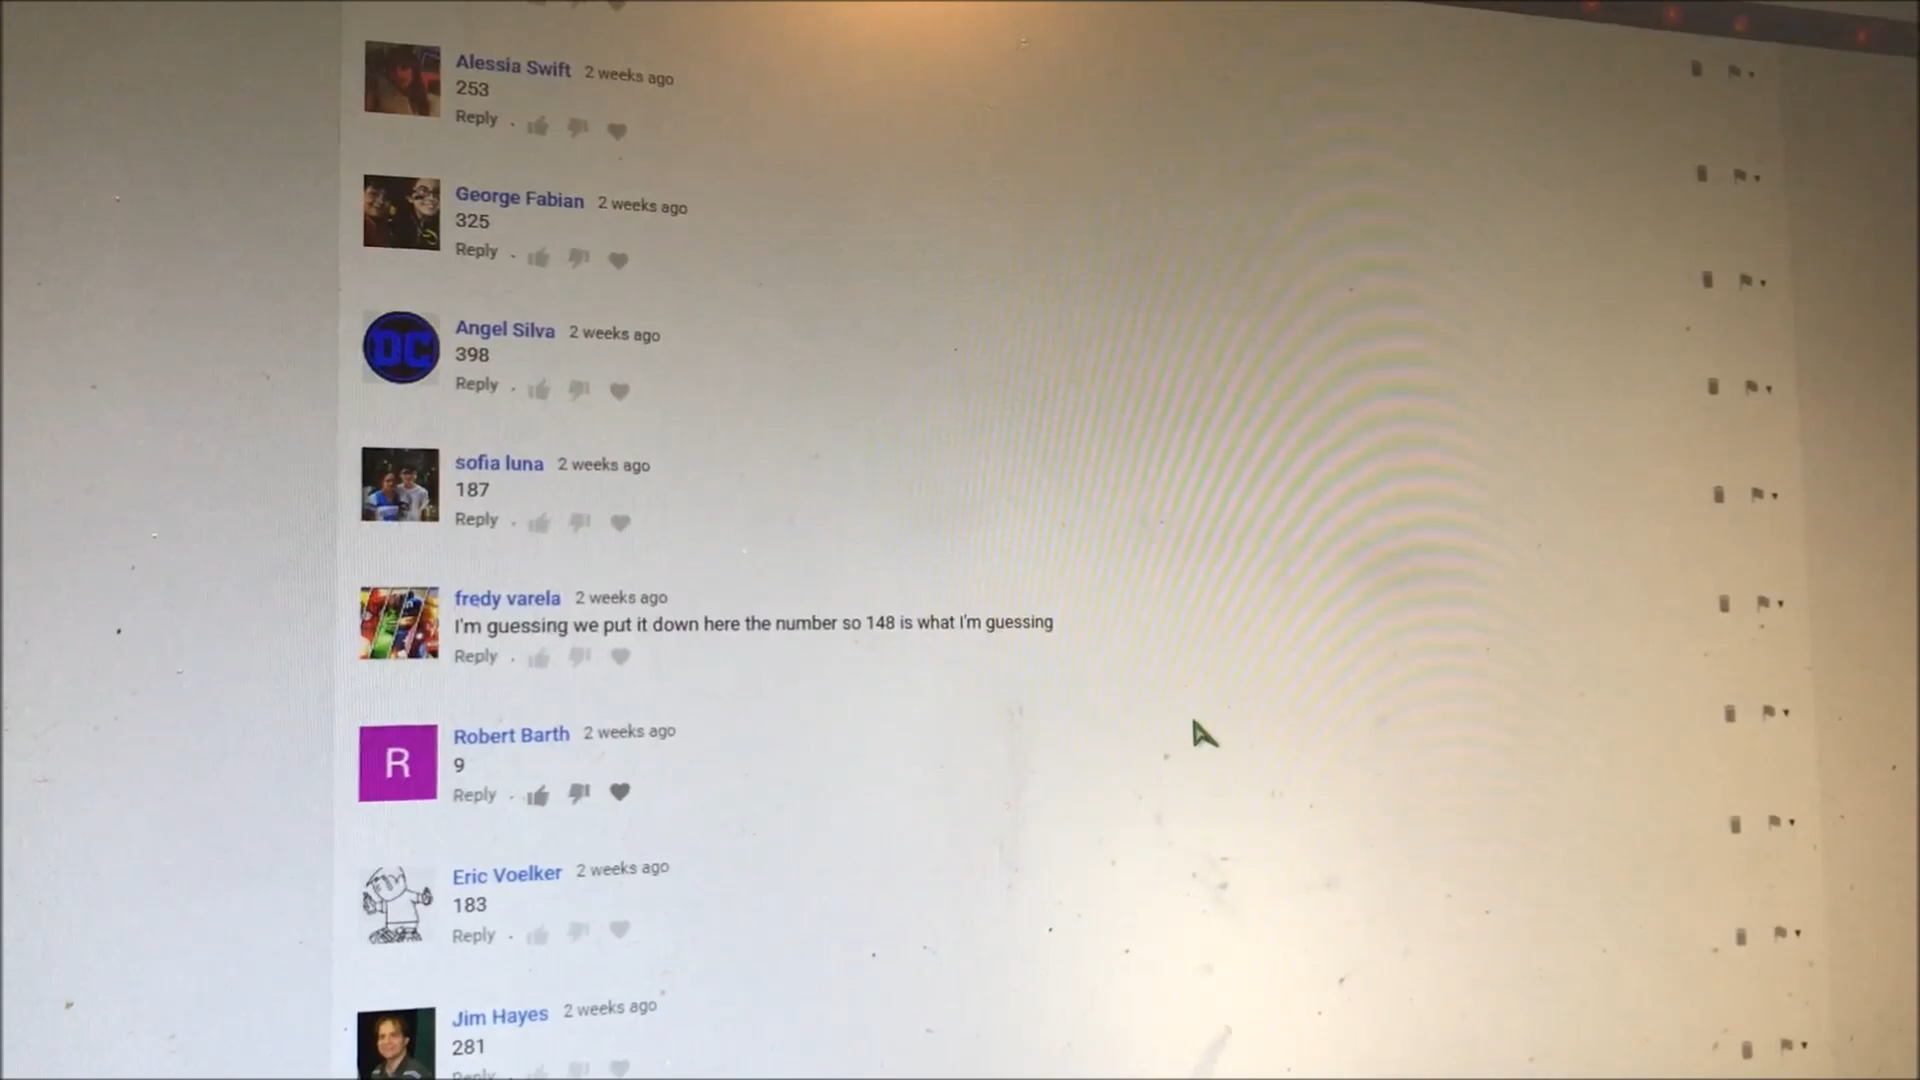 Alessia Swift 2 weeks ago
253
Reply
George Fabian 2 weeks ago
325
Reply
DC
Angel Silva 2 weeks ago
398
Reply
sofia luna 2 weeks ago
187
Reply
fredy varela 2 weeks ago
I'm guessing we put it down here the number so 148 is what I'm guessing
Reply
R
Robert Barth 2 weeks ago
9
Reply
Eric Voelker 2 weeks ago
183
Reply
Jim Hayes 2 weeks ago
281
Reply